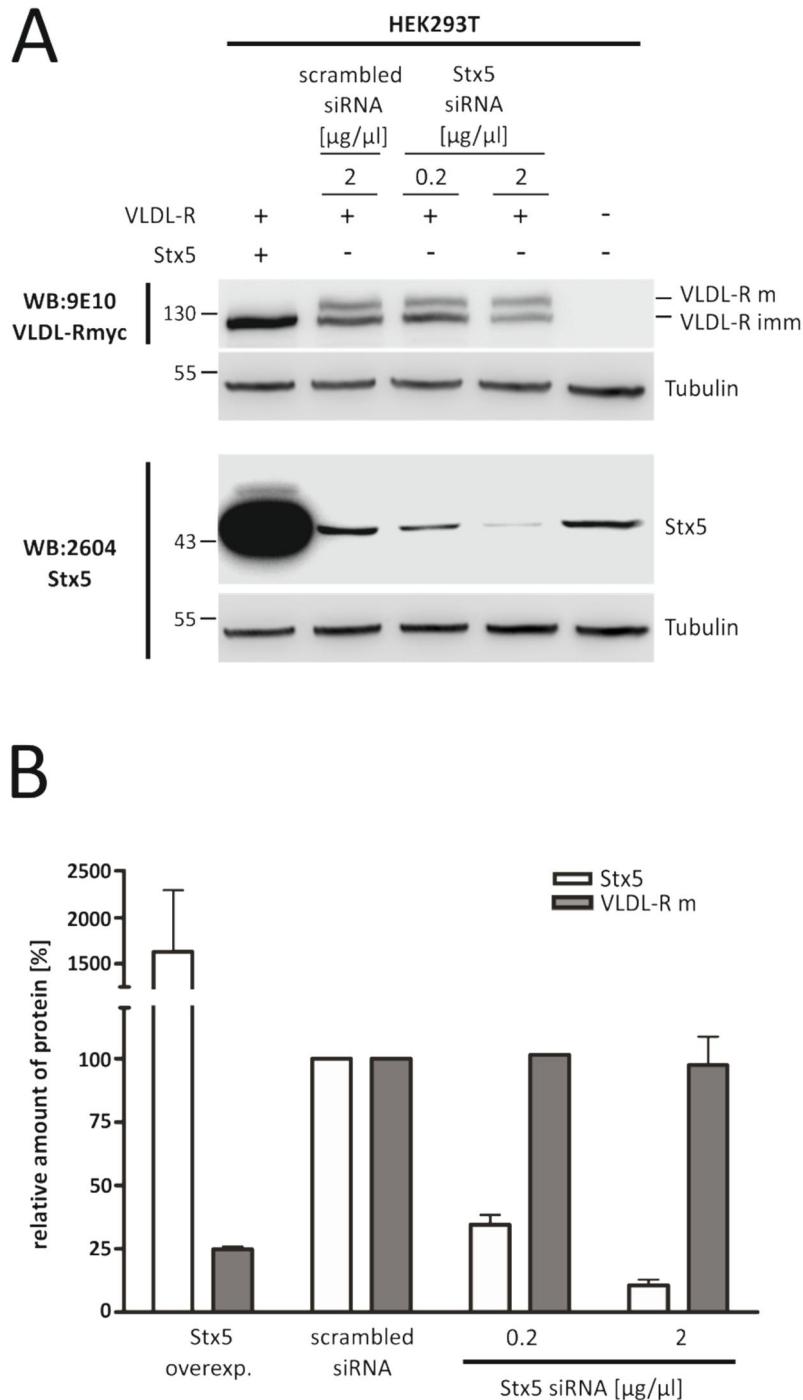 A
HEK293T
scrambled siRNA [µg/µl]
Stx5 siRNA [µg/µl]
2 0.2 2
VLDL-R + + + + -
Stx5 + - - - -
WB:9E10 VLDL-Rmyc
130
VLDL-R m
VLDL-R imm
55
Tubulin
WB:2604 Stx5
43
Stx5
55
Tubulin
B
relative amount of protein [%]
2500
2000
1500
100
75
50
25
0
Stx5
VLDL-R m
Stx5 overexp.
scrambled siRNA
0.2 2
Stx5 siRNA [µg/µl]